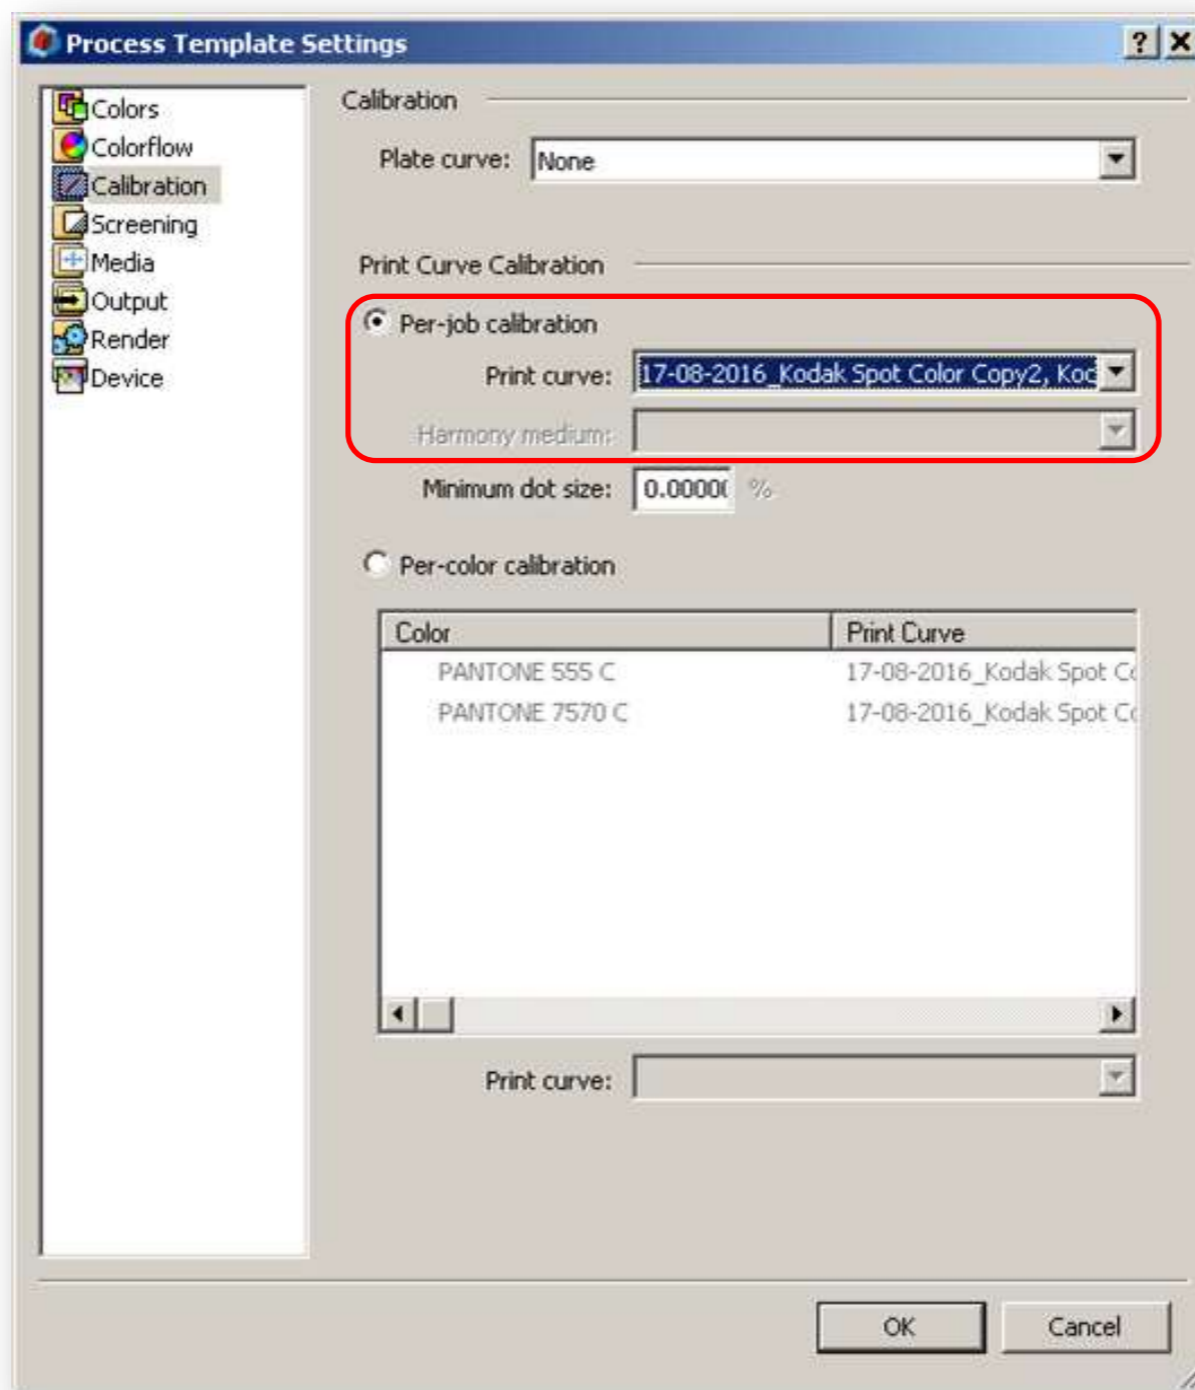 Process Template Settings
Colors
Colorflow
Calibration
Screening
Media
Output
Render
Device
Calibration
Plate curve: None
Print Curve Calibration
Per-job calibration
Print curve: 17-08-2016_Kodak Spot Color Copy2, Koc
Harmony medium:
Minimum dot size: 0.0000( %
Per-color calibration
Color Print Curve
PANTONE 555 C 17-08-2016_Kodak Spot Co
PANTONE 7570 C 17-08-2016_Kodak Spot Co
Print curve:
OK Cancel